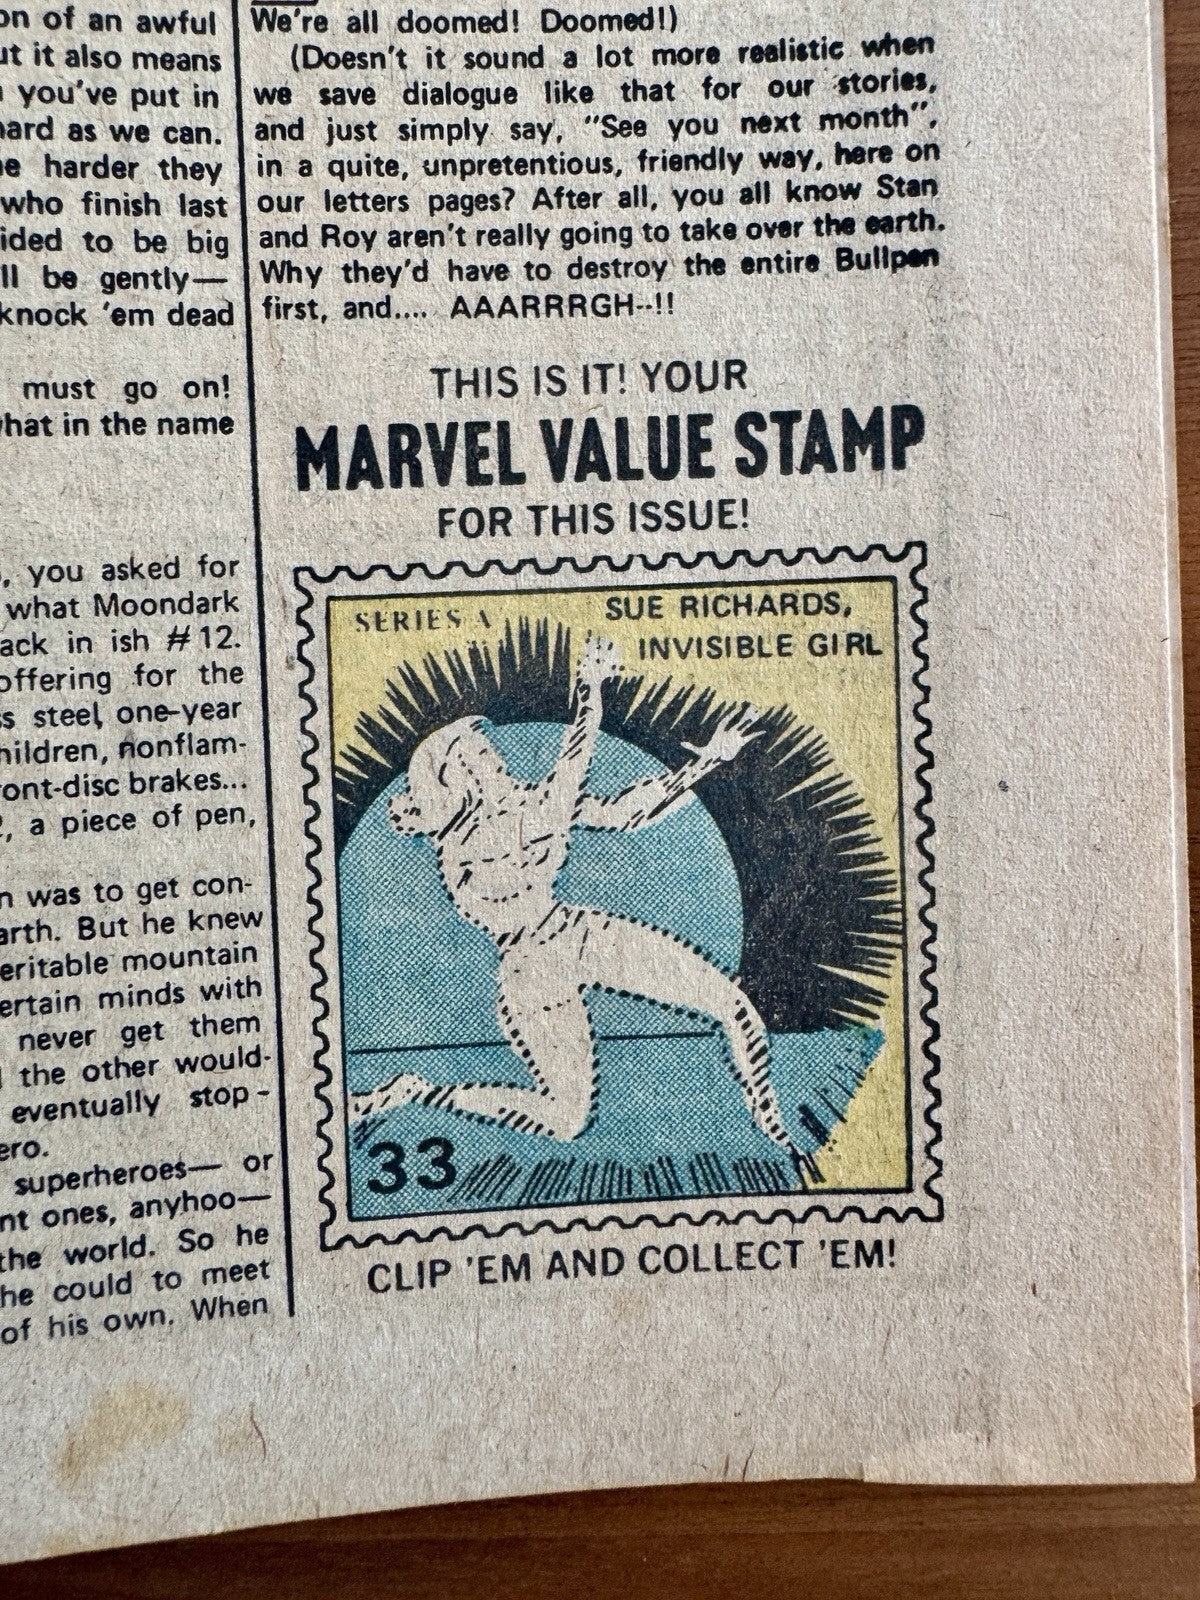 on of an awful
ut it also means
you've put in
hard as we can.
harder they
who finish last
ided to be big
ll be gently—
knock 'em dead
must go on!
what in the name
, you asked for
what Moondark
ack in ish #12.
offering for the
ss steel, one-year
hildren, nonflam-
ont-disc brakes...
, a piece of pen,
n was to get con-
arth. But he knew
eritable mountain
ertain minds with
never get them
the other would-
eventually stop-
ero.
superheroes— or
nt ones, anyhoo—
the world. So he
he could to meet
of his own. When
We're all doomed! Doomed!)
(Doesn't it sound a lot more realistic when
we save dialogue like that for our stories,
and just simply say, "See you next month",
in a quite, unpretentious, friendly way, here on
our letters pages? After all, you all know Stan
and Roy aren't really going to take over the earth.
Why they'd have to destroy the entire Bullpen
first, and.... AAARRRGH--!!
THIS IS IT! YOUR
MARVEL VALUE STAMP
FOR THIS ISSUE!
SERIES A
SUE RICHARDS,
INVISIBLE GIRL
33
CLIP 'EM AND COLLECT 'EM!